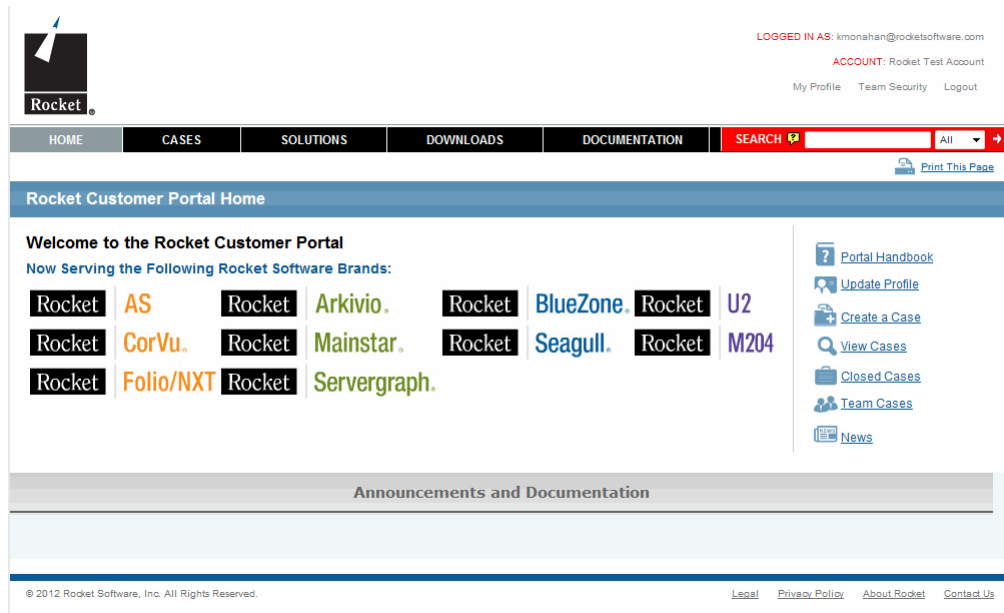 Rocket ®
LOGGED IN AS: kmonahan@rocketsoftware.com
ACCOUNT: Rocket Test Account
My Profile Team Security Logout
HOME CASES SOLUTIONS DOWNLOADS DOCUMENTATION SEARCH ? All
Print This Page
Rocket Customer Portal Home
Welcome to the Rocket Customer Portal
Now Serving the Following Rocket Software Brands:
Rocket AS Rocket Arkivio® Rocket BlueZone® Rocket U2
Rocket CorVu® Rocket Mainstar® Rocket Seagull® Rocket M204
Rocket Folio/NXT Rocket Servergraph®
? Portal Handbook
Update Profile
Create a Case
View Cases
Closed Cases
Team Cases
NEWS News
Announcements and Documentation
© 2012 Rocket Software, Inc. All Rights Reserved.
Legal Privacy Policy About Rocket Contact Us